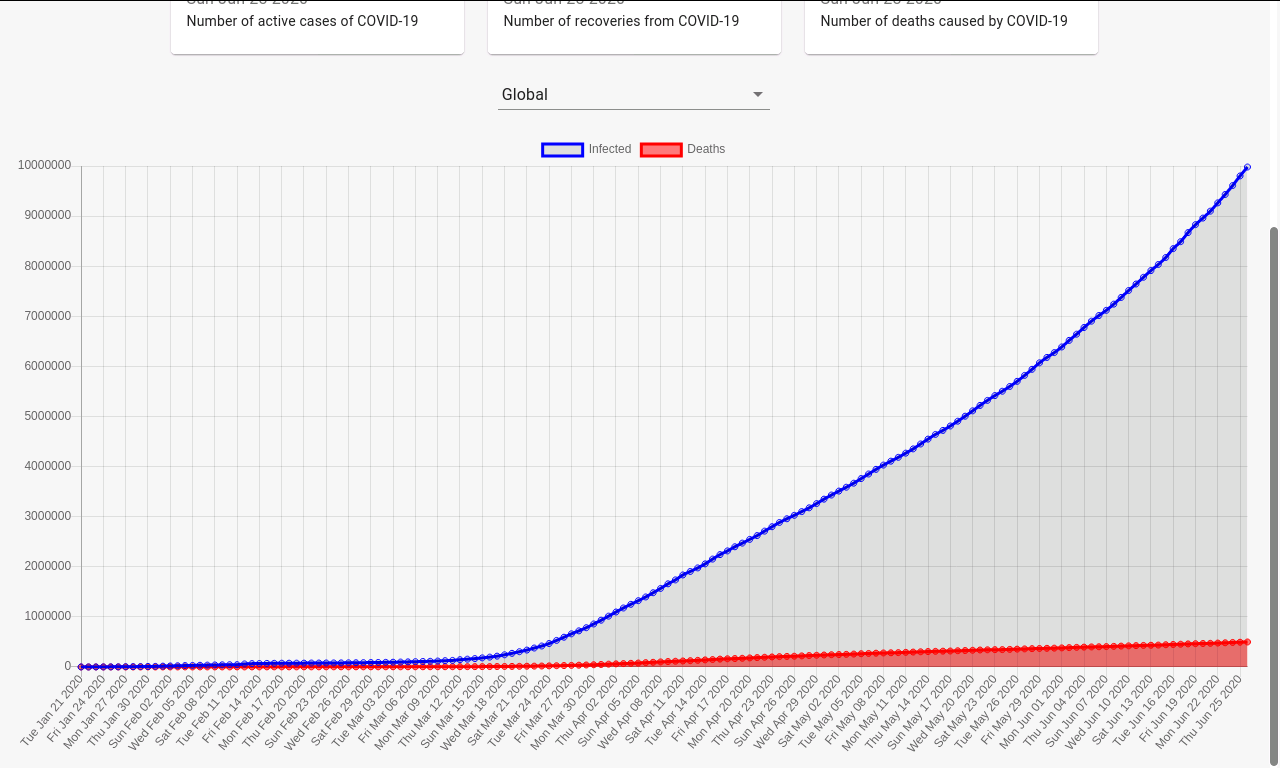 Number of active cases of COVID-19
Number of recoveries from COVID-19
Number of deaths caused by COVID-19
Global
Infected
Deaths
10000000
9000000
8000000
7000000
6000000
5000000
4000000
3000000
2000000
1000000
0
Tue Jan 21 2020
Fri Jan 24 2020
Mon Jan 27 2020
Thu Jan 30 2020
Sun Feb 02 2020
Wed Feb 05 2020
Sat Feb 08 2020
Tue Feb 11 2020
Fri Feb 14 2020
Mon Feb 17 2020
Thu Feb 20 2020
Sun Feb 23 2020
Wed Feb 26 2020
Sat Feb 29 2020
Tue Mar 03 2020
Fri Mar 06 2020
Mon Mar 09 2020
Thu Mar 12 2020
Sun Mar 15 2020
Wed Mar 18 2020
Sat Mar 21 2020
Tue Mar 24 2020
Fri Mar 27 2020
Mon Mar 30 2020
Thu Apr 02 2020
Sun Apr 05 2020
Wed Apr 08 2020
Sat Apr 11 2020
Tue Apr 14 2020
Fri Apr 17 2020
Mon Apr 20 2020
Thu Apr 23 2020
Sun Apr 26 2020
Wed Apr 29 2020
Sat May 02 2020
Tue May 05 2020
Fri May 08 2020
Mon May 11 2020
Thu May 14 2020
Sun May 17 2020
Wed May 20 2020
Sat May 23 2020
Tue May 26 2020
Fri May 29 2020
Mon Jun 01 2020
Thu Jun 04 2020
Sun Jun 07 2020
Wed Jun 10 2020
Sat Jun 13 2020
Tue Jun 16 2020
Fri Jun 19 2020
Mon Jun 22 2020
Thu Jun 25 2020